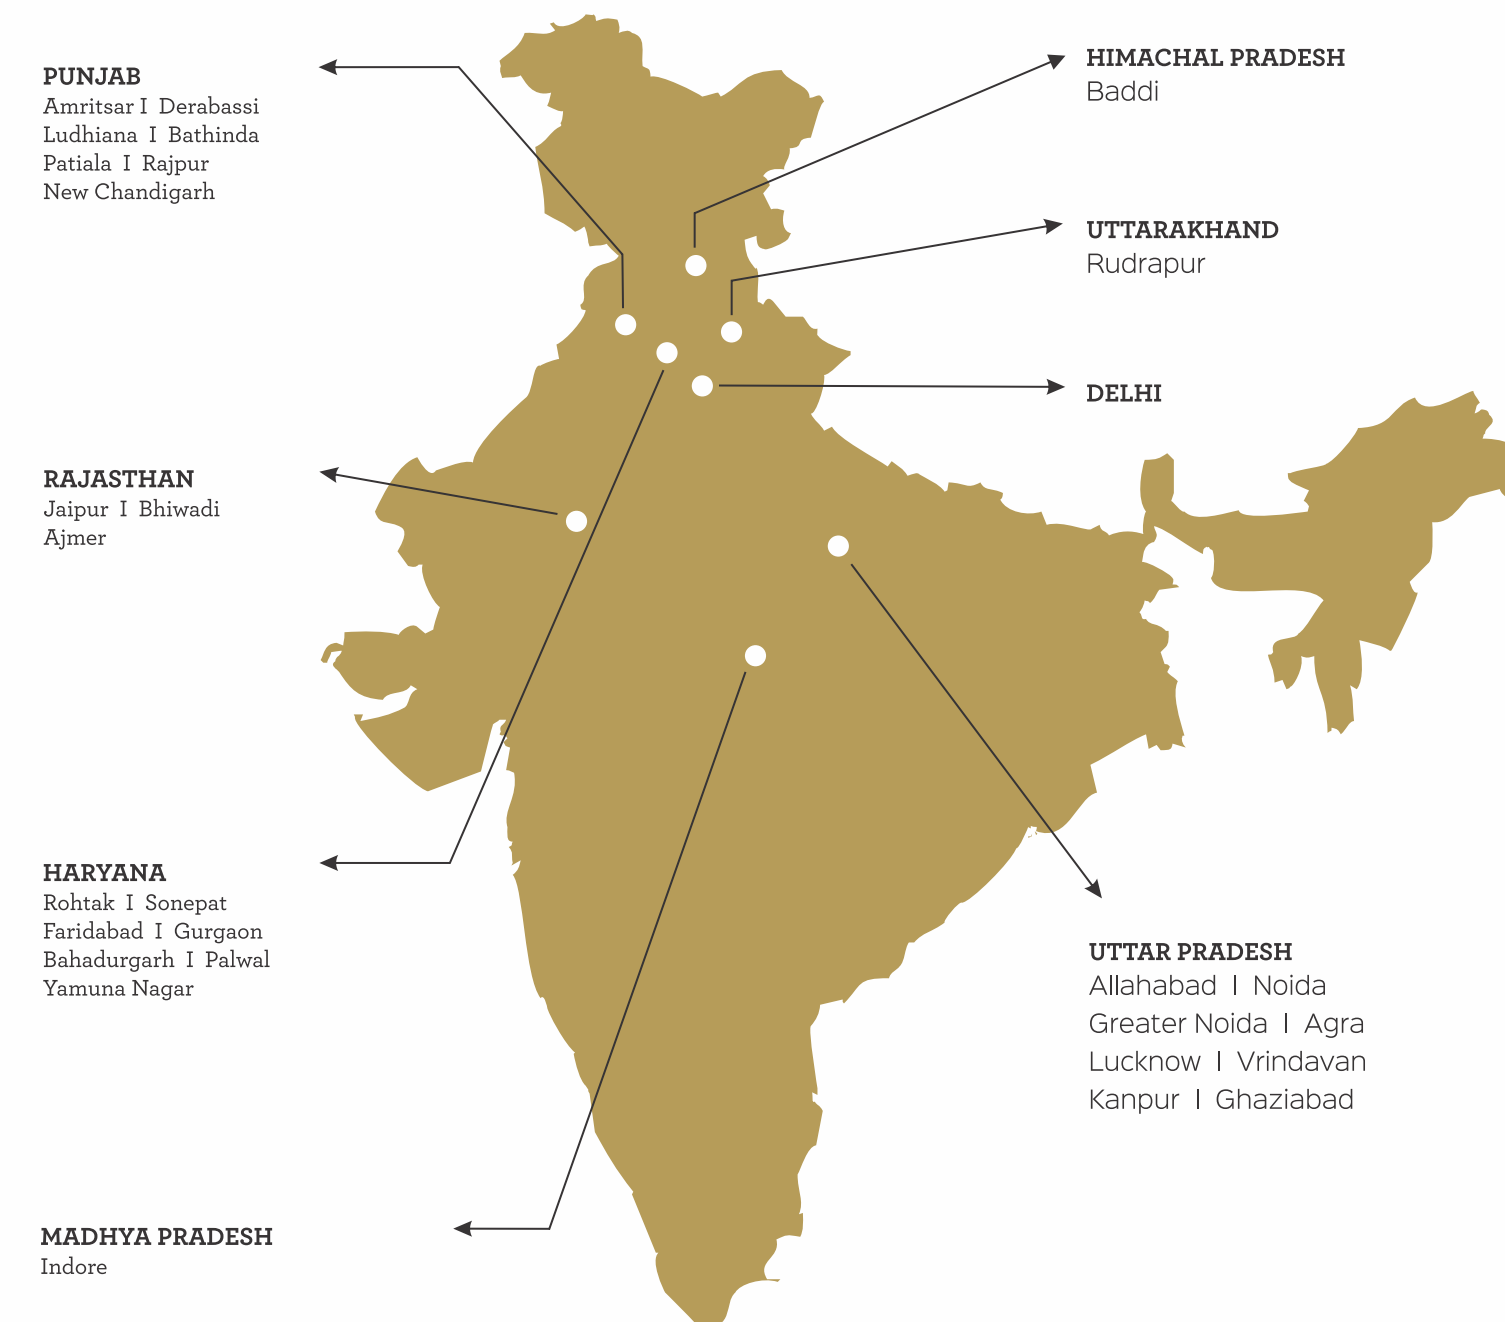 PUNJAB
Amritsar I Derabassi
Ludhiana I Bathinda
Patiala I Rajpur
New Chandigarh
RAJASTHAN
Jaipur I Bhiwadi
Ajmer
HARYANA
Rohtak I Sonepat
Faridabad I Gurgaon
Bahadurgarh I Palwal
Yamuna Nagar
MADHYA PRADESH
Indore
HIMACHAL PRADESH
Baddi
UTTARAKHAND
Rudrapur
DELHI
UTTAR PRADESH
Allahabad I Noida
Greater Noida I Agra
Lucknow I Vrindavan
Kanpur I Ghaziabad